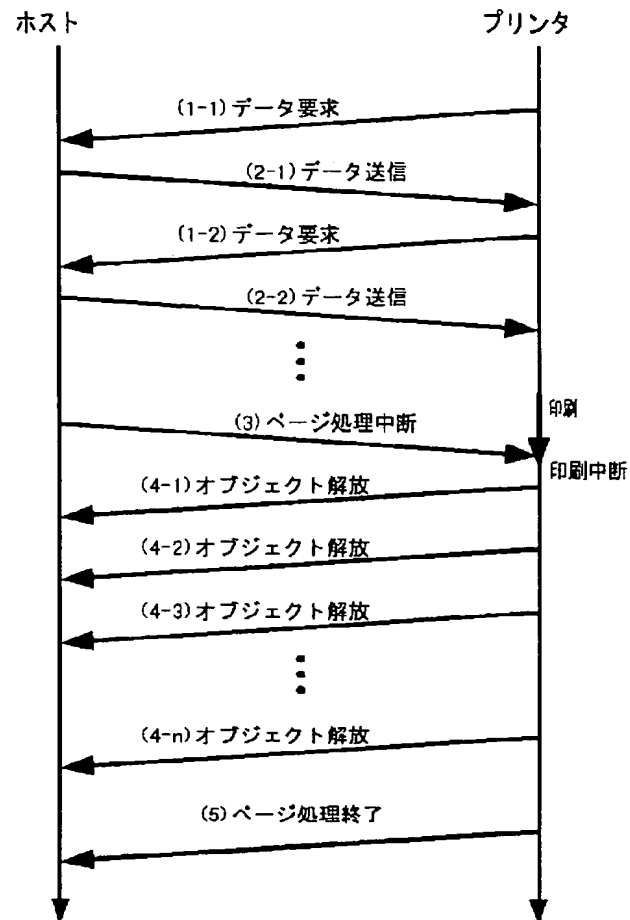 ホスト
プリンタ
(1-1)データ要求
(2-1)データ送信
(1-2)データ要求
(2-2)データ送信
印刷
(3)ページ処理中断
印刷中断
(4-1)オブジェクト解放
(4-2)オブジェクト解放
(4-3)オブジェクト解放
(4-n)オブジェクト解放
(5)ページ処理終了